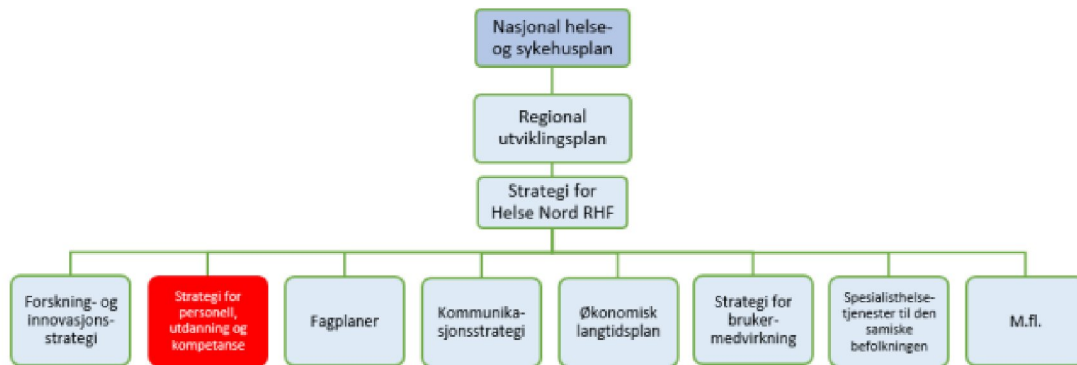 Nasjonal helse-
og sykehusplan
Regional
utviklingsplan
Strategi for
Helse Nord RHF
Forskning- og
innovasjons-
strategi
Strategi for
personell,
utdanning og
kompetanse
Fagplaner
Kommunika-
sjonsstrategi
Økonomisk
langtidsplan
Strategi for
bruker-
medvirkning
Spesialisthelse-
tjenester til den
samiske
befolkningen
M.fl.